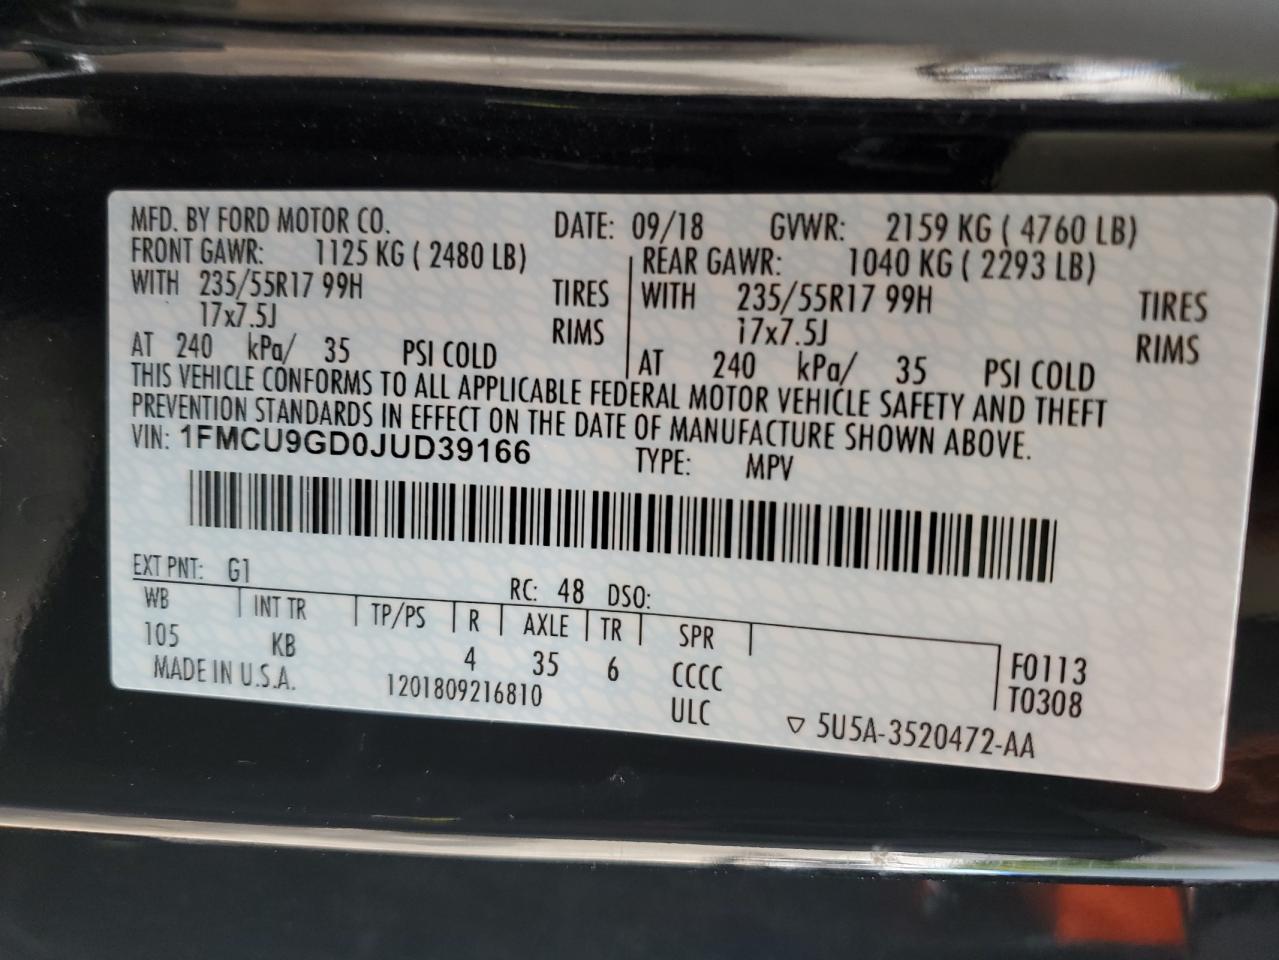 MFD. BY FORD MOTOR CO. DATE: 09/18 GVWR: 2159 KG ( 4760 LB)
FRONT GAWR: 1125 KG ( 2480 LB) REAR GAWR: 1040 KG ( 2293 LB)
WITH 235/55R17 99H TIRES WITH 235/55R17 99H TIRES
17x7.5J RIMS 17x7.5J RIMS
AT 240 kPa/ 35 PSI COLD AT 240 kPa/ 35 PSI COLD
THIS VEHICLE CONFORMS TO ALL APPLICABLE FEDERAL MOTOR VEHICLE SAFETY AND THEFT
PREVENTION STANDARDS IN EFFECT ON THE DATE OF MANUFACTURE SHOWN ABOVE.
VIN: 1FMCU9GD0JUD39166 TYPE: MPV
EXT PNT: G1 RC: 48 DSO:
WB INT TR TP/PS R AXLE TR SPR
105 KB 4 35 6 CCCC F0113
MADE IN U.S.A. 1201809216810 ULC T0308
▽ 5U5A-3520472-AA